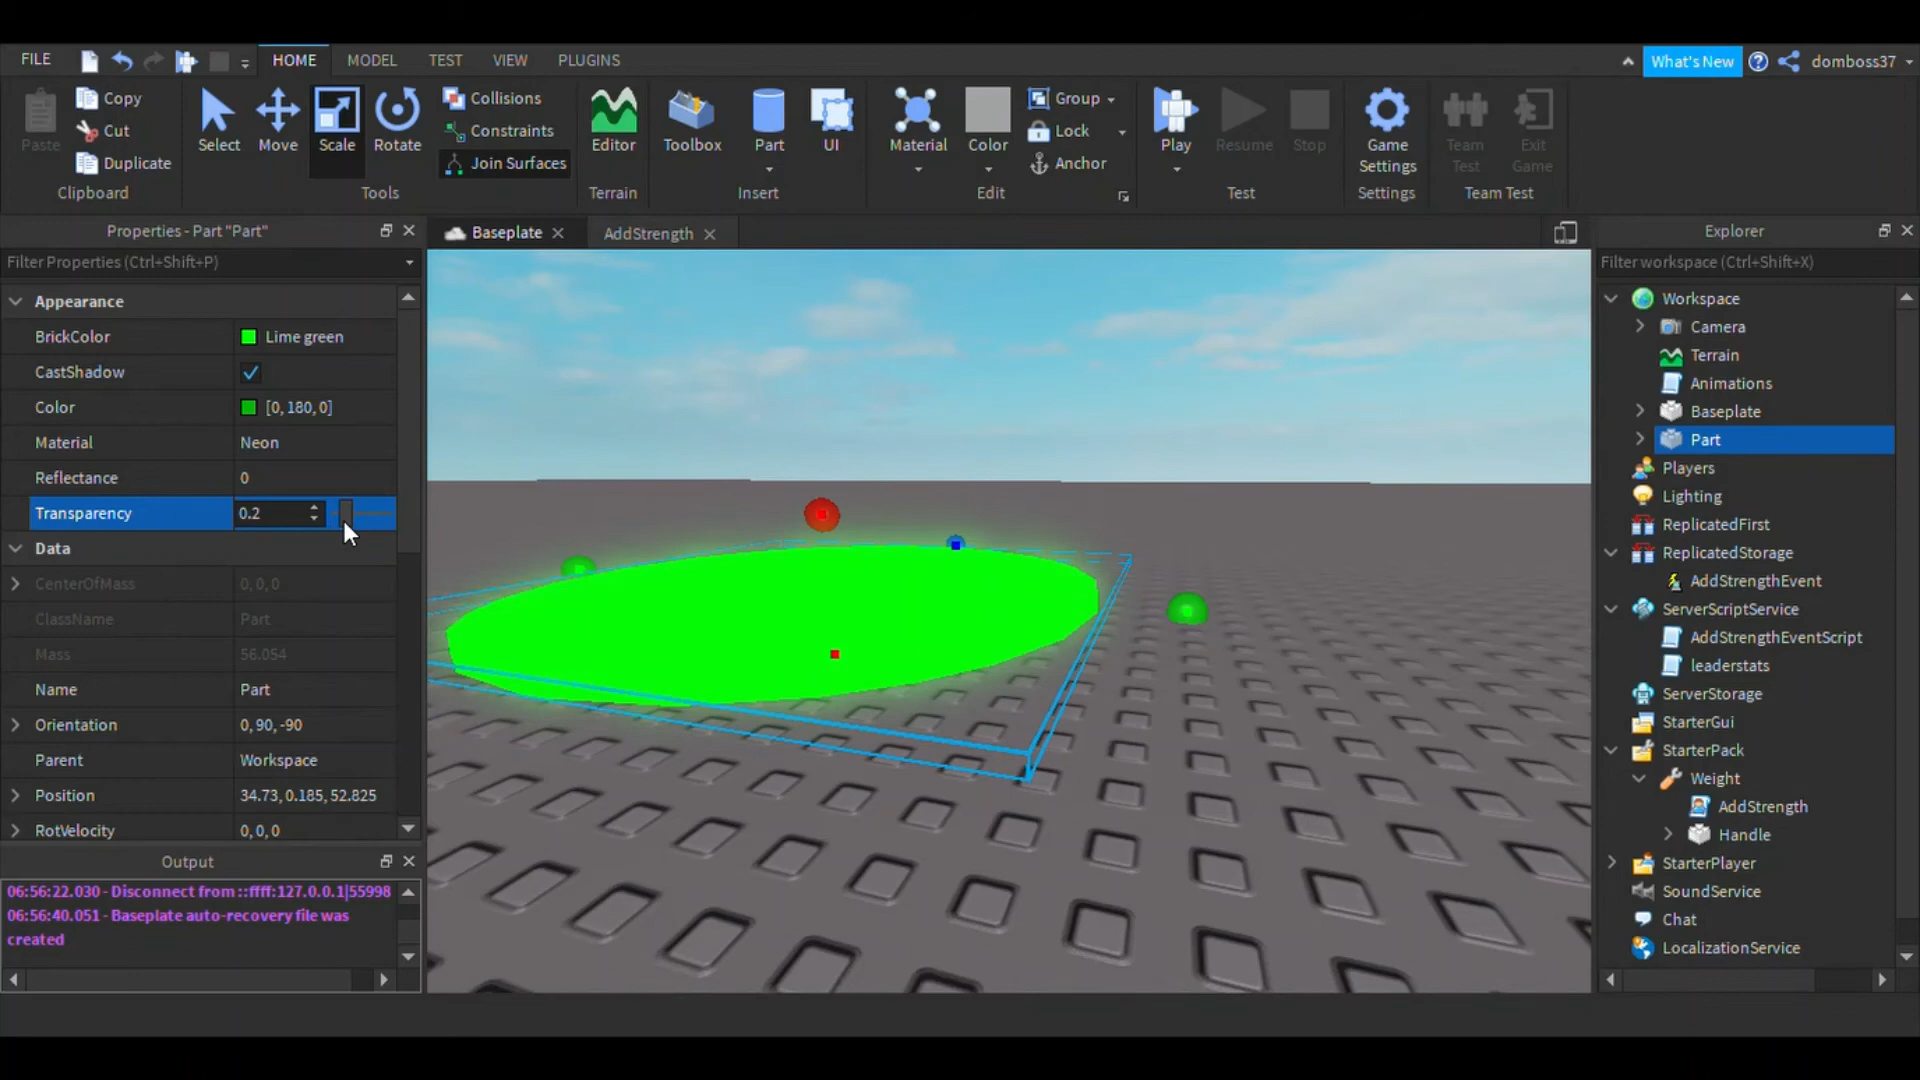 FILE
HOME
MODEL
TEST
VIEW
PLUGINS
What's New
domboss37
Paste
Copy
Cut
Duplicate
Clipboard
Select
Move
Scale
Rotate
Collisions
Constraints
Join Surfaces
Tools
Editor
Terrain
Toolbox
Part
UI
Insert
Material
Color
Group
Lock
Anchor
Edit
Play
Resume
Stop
Test
Game
Settings
Settings
Team
Test
Exit
Game
Team Test
Properties - Part "Part"
Filter Properties (Ctrl+Shift+P)
Appearance
BrickColor Lime green
CastShadow
Color [0, 180, 0]
Material Neon
Reflectance 0
Transparency 0.2
Data
CenterOfMass 0, 0, 0
ClassName Part
Mass 56.054
Name Part
Orientation 0, 90, -90
Parent Workspace
Position 34.73, 0.185, 52.825
RotVelocity 0, 0, 0
Output
06:56:22.030 - Disconnect from ::ffff:127.0.0.1|55998
06:56:40.051 - Baseplate auto-recovery file was
created
Baseplate
AddStrength
Explorer
Filter workspace (Ctrl+Shift+X)
Workspace
Camera
Terrain
Animations
Baseplate
Part
Players
Lighting
ReplicatedFirst
ReplicatedStorage
AddStrengthEvent
ServerScriptService
AddStrengthEventScript
leaderstats
ServerStorage
StarterGui
StarterPack
Weight
AddStrength
Handle
StarterPlayer
SoundService
Chat
LocalizationService